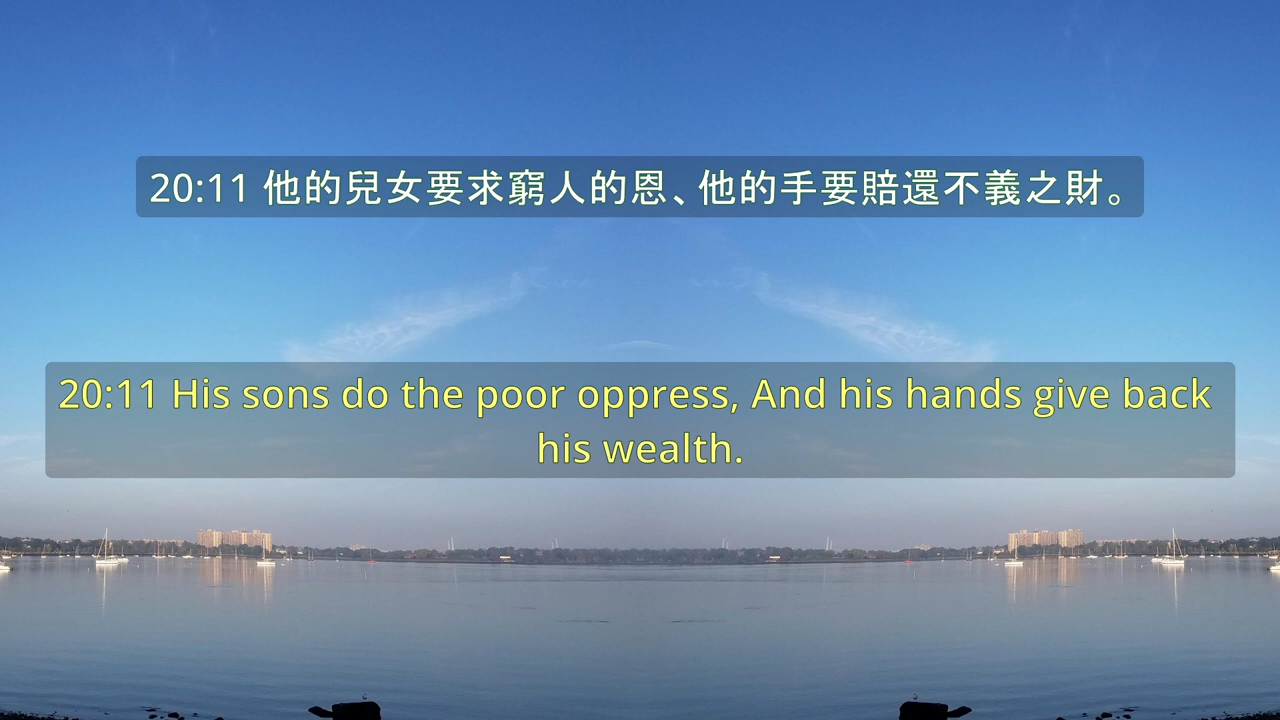 20:11 他的兒女要求窮人的恩、他的手要賠還不義之財。
20:11 His sons do the poor oppress, And his hands give back
his wealth.